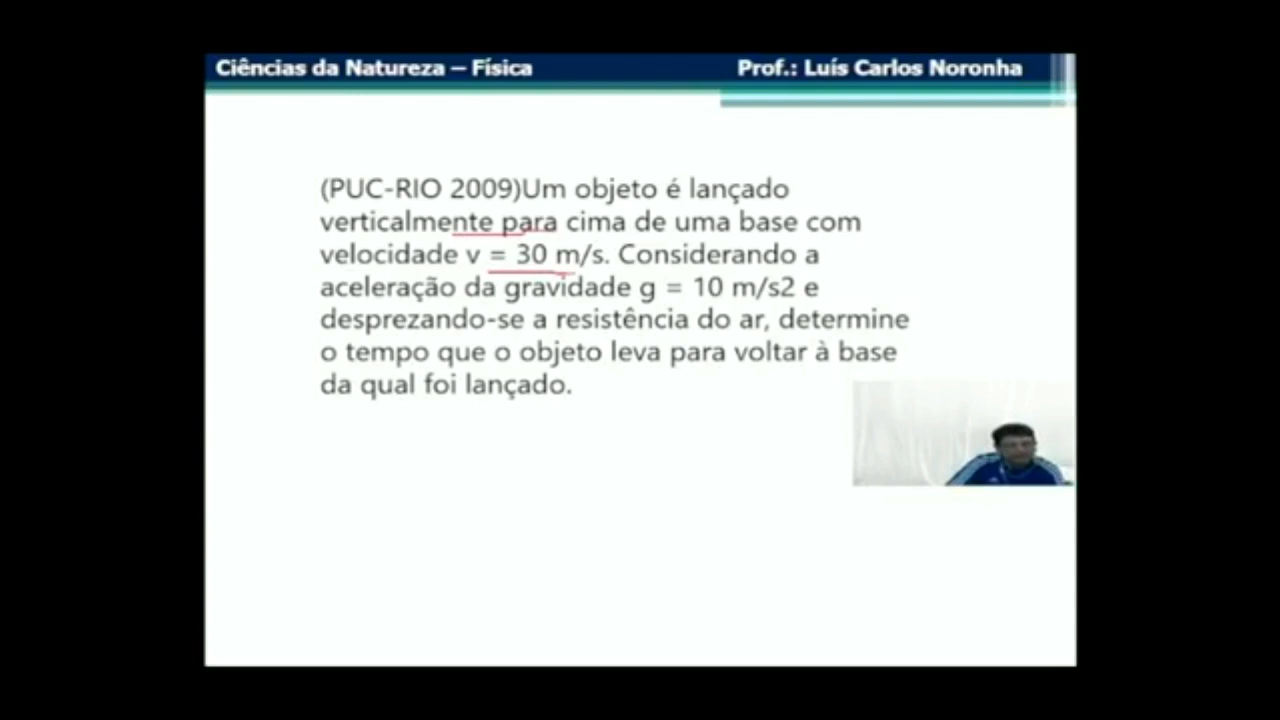 Ciências da Natureza – Física
Prof.: Luís Carlos Noronha
(PUC-RIO 2009)Um objeto é lançado
verticalmente para cima de uma base com
velocidade v = 30 m/s. Considerando a
aceleração da gravidade g = 10 m/s2 e
desprezando-se a resistência do ar, determine
o tempo que o objeto leva para voltar à base
da qual foi lançado.